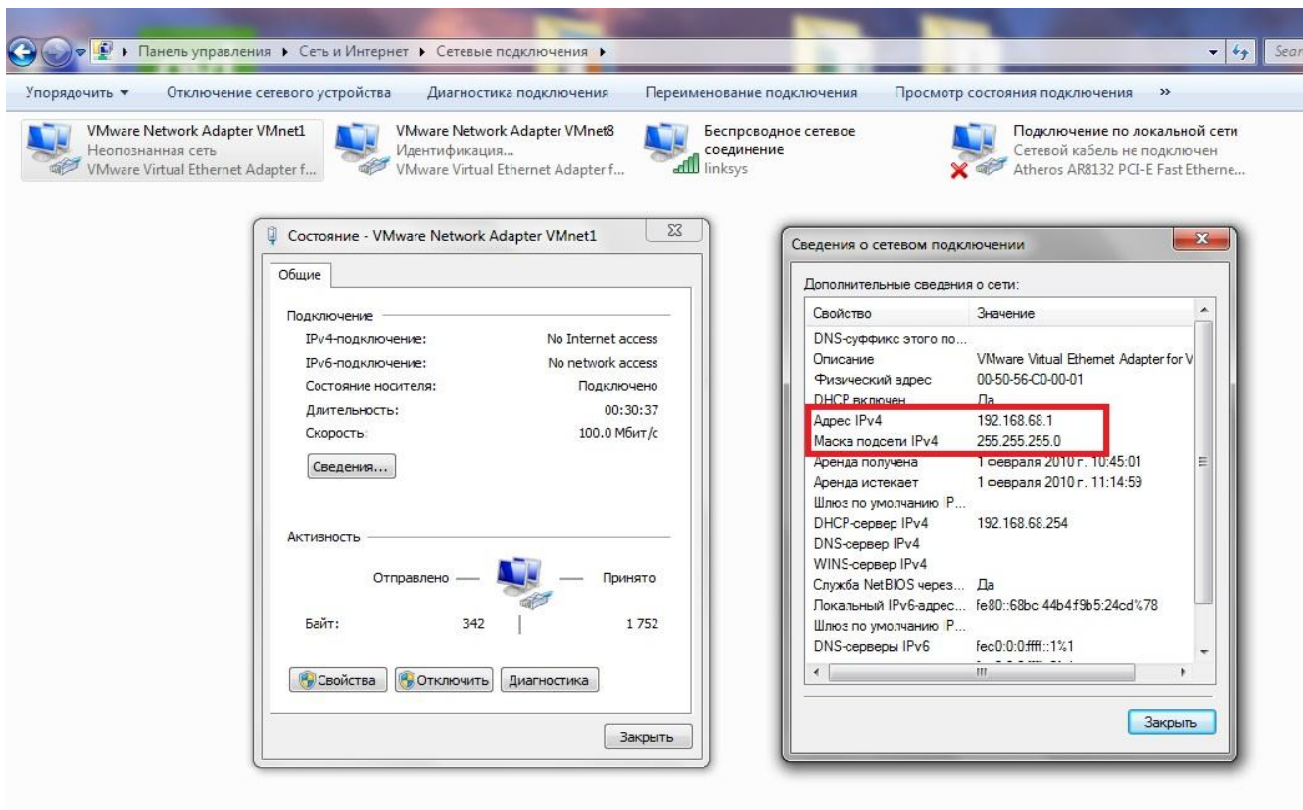 Панель управления ▸ Сеть и Интернет ▸ Сетевые подключения ▸
Sear
Упорядочить Отключение сетевого устройства Диагностика подключения Переименование подключения Просмотр состояния подключения »
VMware Network Adapter VMnet1
Неопознанная сеть
VMware Virtual Ethernet Adapter f...
VMware Network Adapter VMnet8
Идентификация...
VMware Virtual Ethernet Adapter f...
Беспроводное сетевое
соединение
linksys
Подключение по локальной сети
Сетевой кабель не подключен
Atheros AR8132 PCI-E Fast Etherne...
Состояние - VMware Network Adapter VMnet1
Общие
Подключение
IPv4-подключение: No Internet access
IPv6-подключение: No network access
Состояние носителя: Подключено
Длительность: 00:30:37
Скорость: 100.0 Мбит/с
Сведения...
Активность
Отправлено — — Принято
Байт: 342 1 752
Свойства Отключить Диагностика
Закрыть
Сведения о сетевом подключении
Дополнительные сведения о сети:
Свойство Значение
DNS-суффикс этого по...
Описание VMware Virtual Ethernet Adapter for V
Физический адрес 00-50-56-C0-00-01
DHCP включен Да
Адрес IPv4 192.168.68.1
Маска подсети IPv4 255.255.255.0
Аренда получена 1 февраля 2010 г. 10:45:01
Аренда истекает 1 февраля 2010 г. 11:14:59
Шлюз по умолчанию IP...
DHCP-сервер IPv4 192.168.68.254
DNS-сервер IPv4
WINS-сервер IPv4
Служба NetBIOS через... Да
Локальный IPv6-адрес... fe80::68bc:44b4:f9b5:24cd%78
Шлюз по умолчанию IP...
DNS-серверы IPv6 fec0:0:0:ffff::1%1
Закрыть